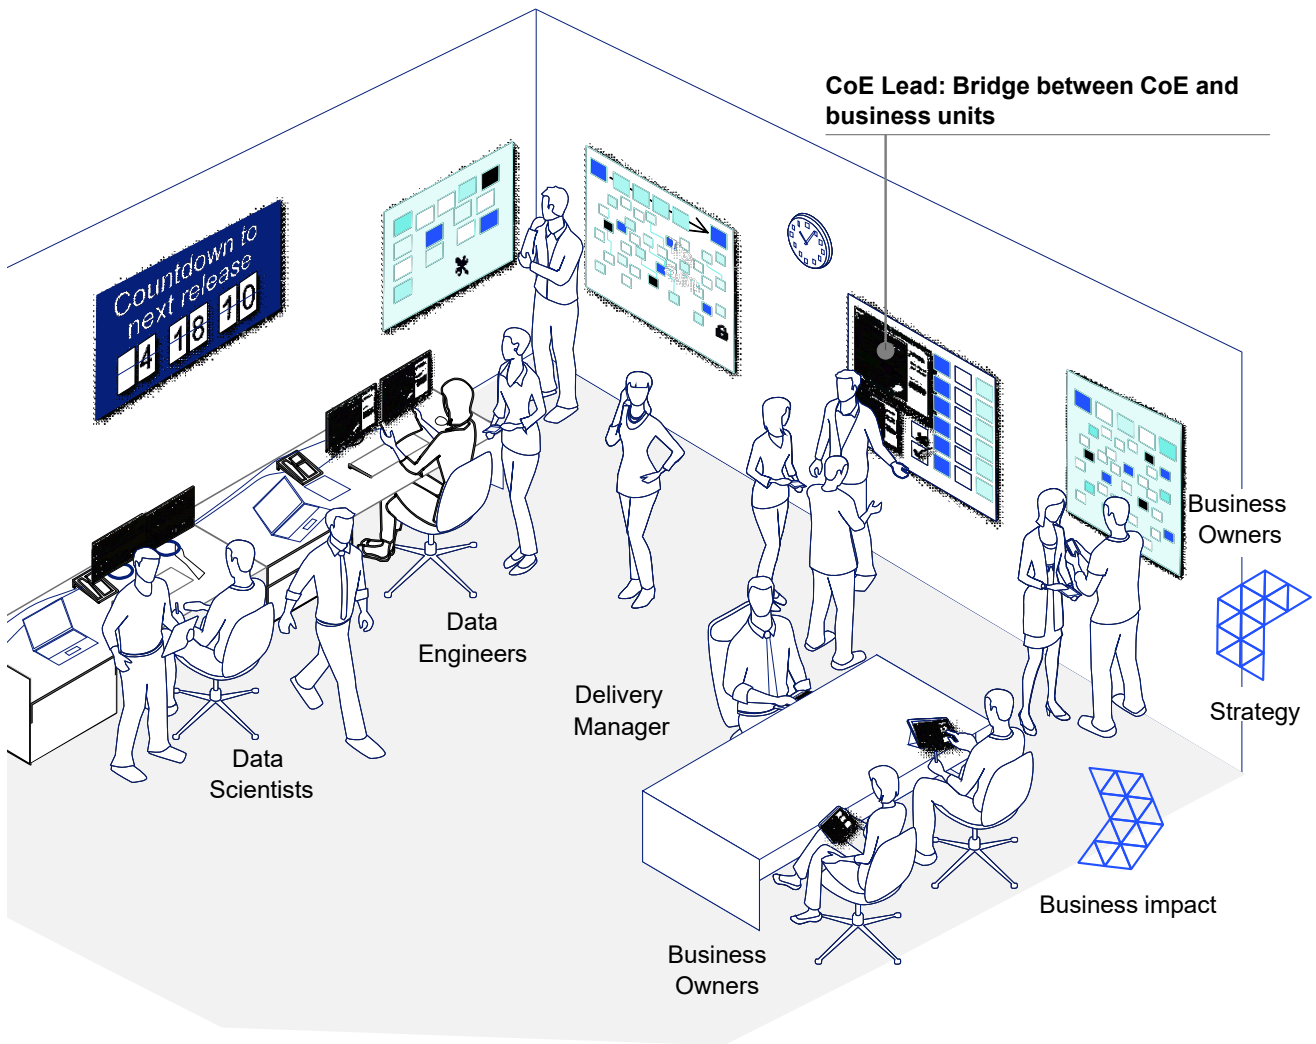 CoE Lead: Bridge between CoE and
business units
Countdown to
next release
4 18 10
Business
Owners
Data
Engineers
Delivery
Manager
Strategy
Data
Scientists
Business impact
Business
Owners